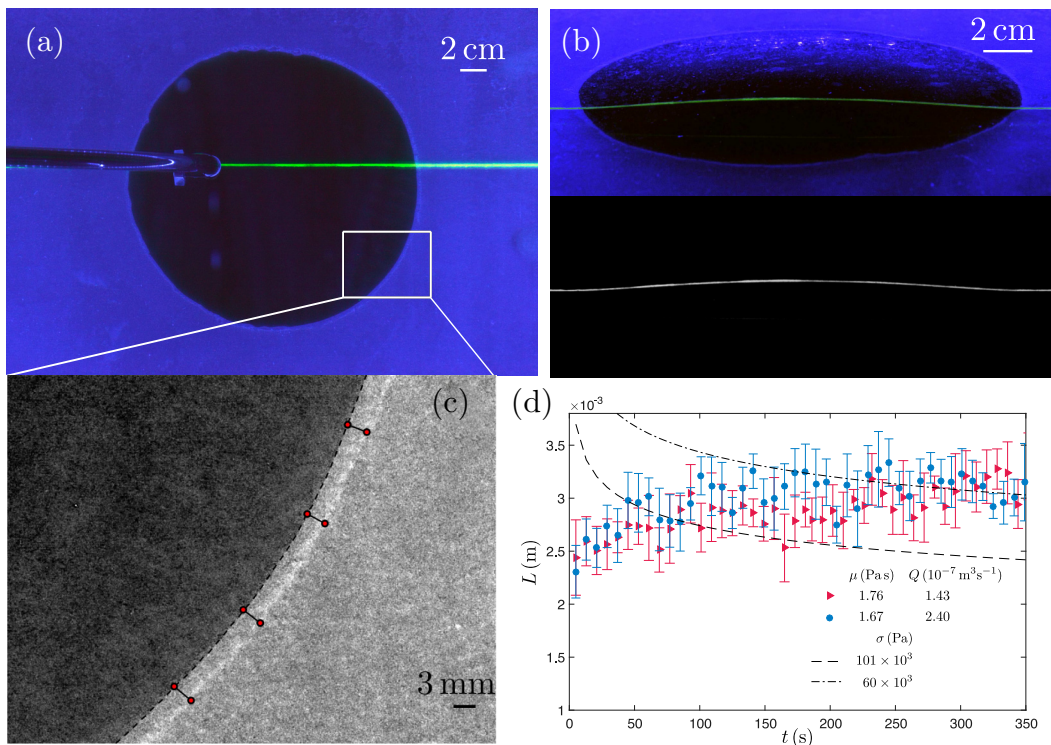 (a)
2 cm
(b)
2 cm
(c)
3 mm
(d)
×10⁻³
3.5
3
2.5
2
1.5
1
L (m)
0 50 100 150 200 250 300 350
t (s)
μ (Pa s) Q (10⁻⁷ m³s⁻¹)
1.76 1.43
1.67 2.40
σ (Pa)
101 × 10³
60 × 10³